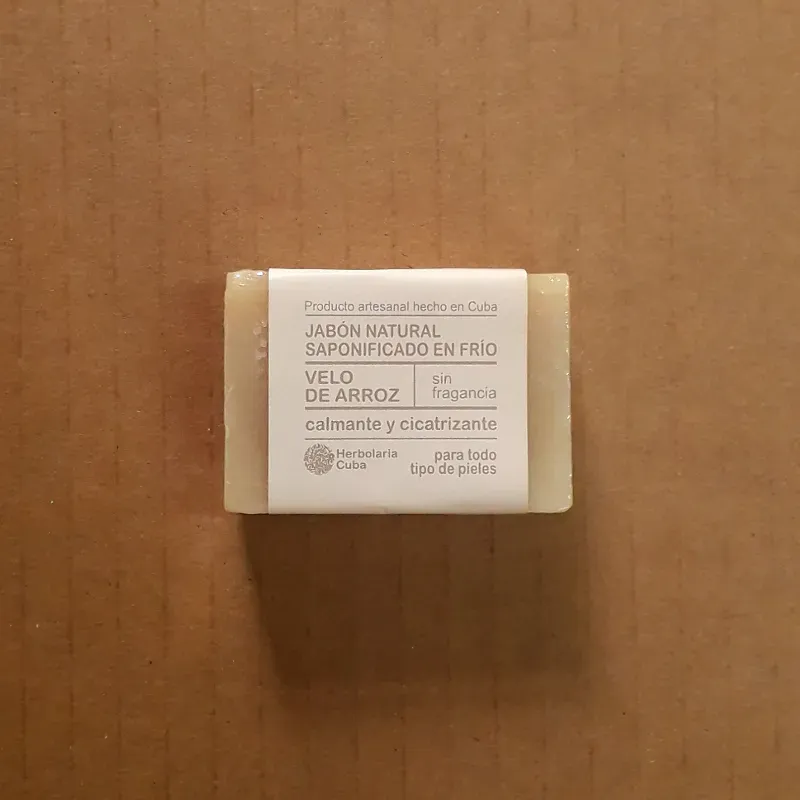 Producto artesanal hecho en Cuba
JABÓN NATURAL
SAPONIFICADO EN FRÍO
VELO
DE ARROZ
sin
fragancia
calmante y cicatrizante
Herbolaria
Cuba
para todo
tipo de pieles